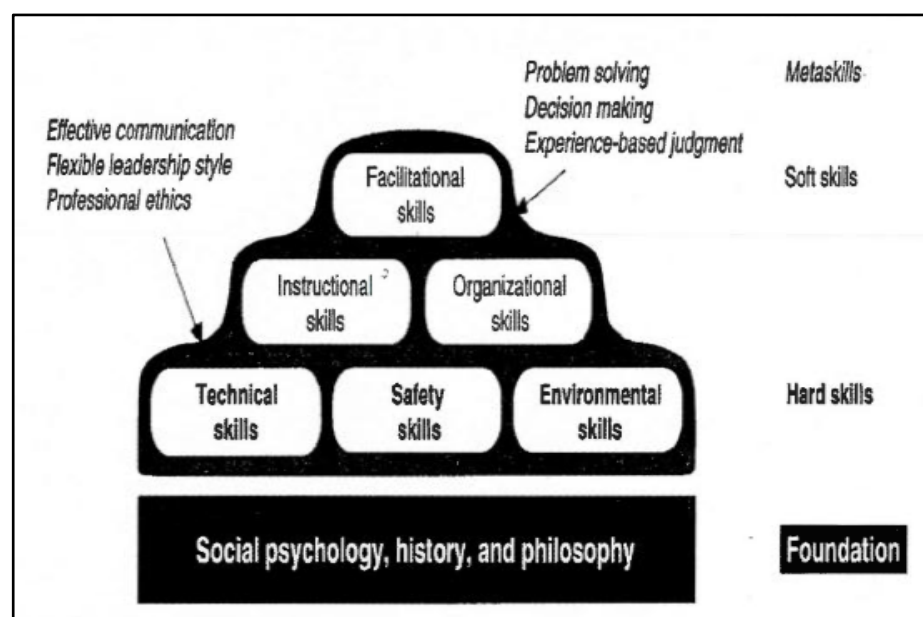 Problem solving
Decision making
Experience-based judgment
Metaskills
Effective communication
Flexible leadership style
Professional ethics
Facilitational
skills
Soft skills
Instructional
skills
Organizational
skills
Technical
skills
Safety
skills
Environmental
skills
Hard skills
Social psychology, history, and philosophy
Foundation